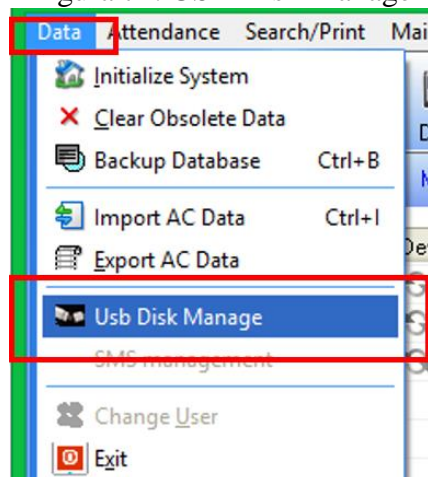 Data Attendance Search/Print
Initialize System
Clear Obsolete Data
Backup Database Ctrl+B
Import AC Data Ctrl+I
Export AC Data
Usb Disk Manage
SMS management
Change User
Exit